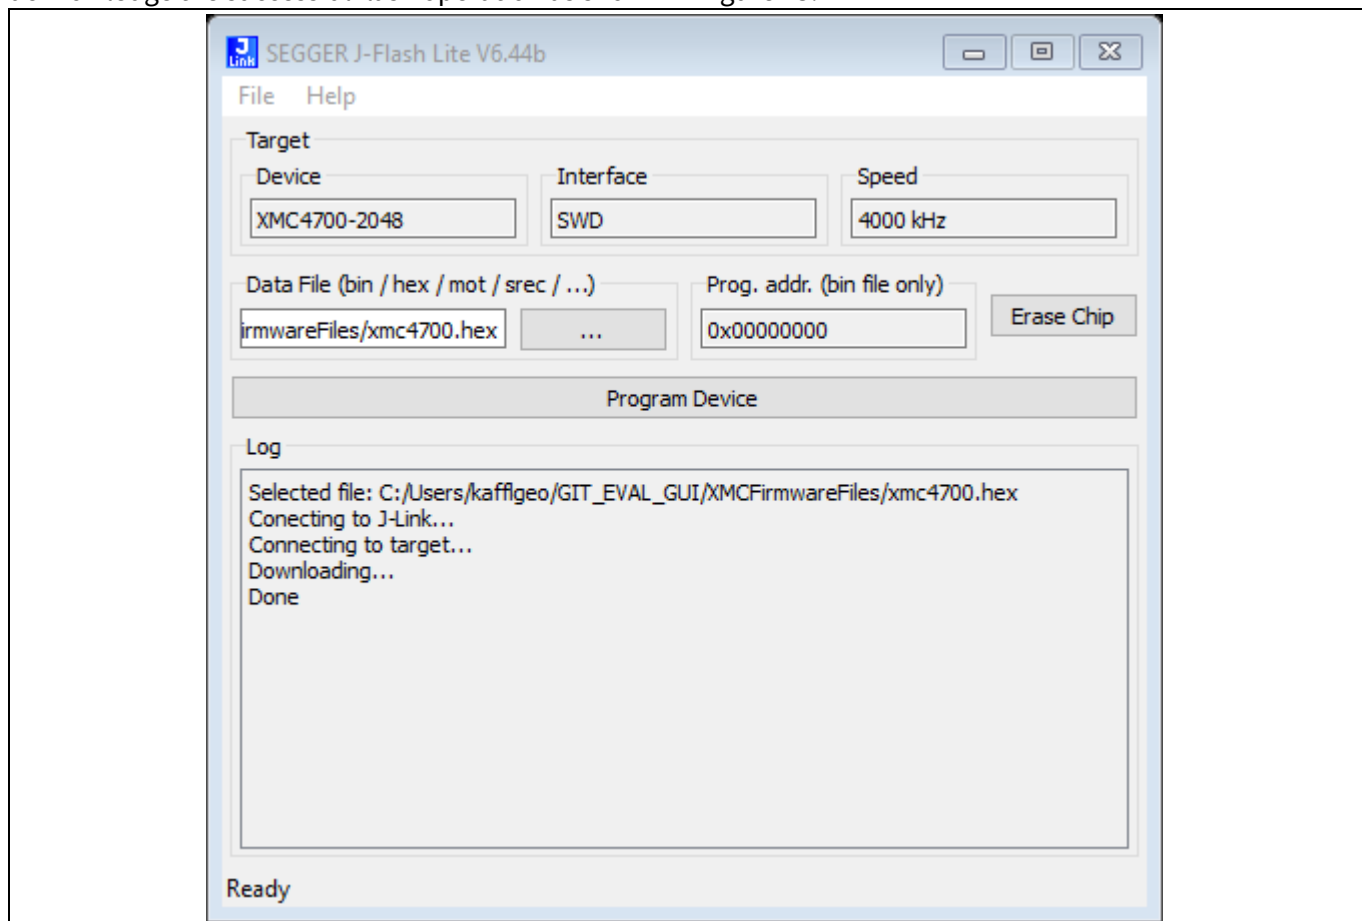 J
Link
SEGGER J-Flash Lite V6.44b
File Help
Target
Device Interface Speed
XMC4700-2048 SWD 4000 kHz
Data File (bin / hex / mot / srec / ...) Prog. addr. (bin file only)
irmwareFiles/xmc4700.hex ... 0x00000000 Erase Chip
Program Device
Log
Selected file: C:/Users/kafflgeo/GIT_EVAL_GUI/XMCFirmwareFiles/xmc4700.hex
Conecting to J-Link...
Connecting to target...
Downloading...
Done
Ready